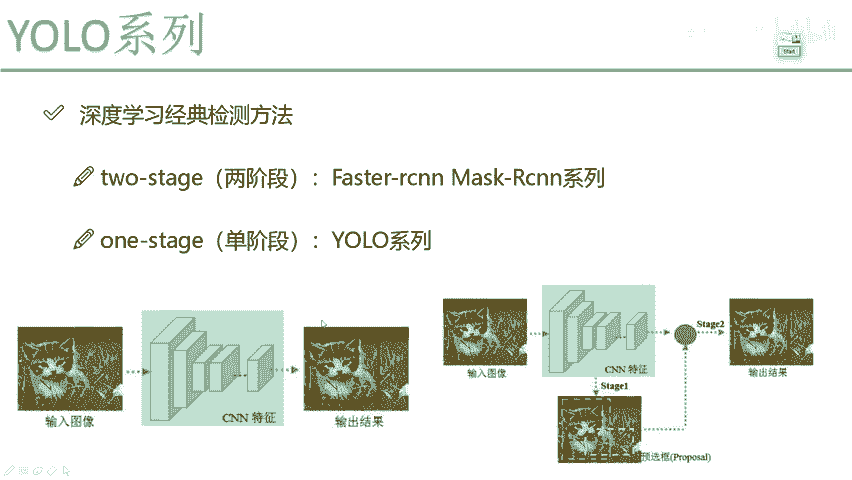 YOLO系列
Start
深度学习经典检测方法
two-stage（两阶段）：Faster-rcnn Mask-Rcnn系列
one-stage（单阶段）：YOLO系列
输入图像
CNN 特征
输出结果
输入图像
CNN 特征
Stage1
Stage2
输出结果
预选框(Proposal)